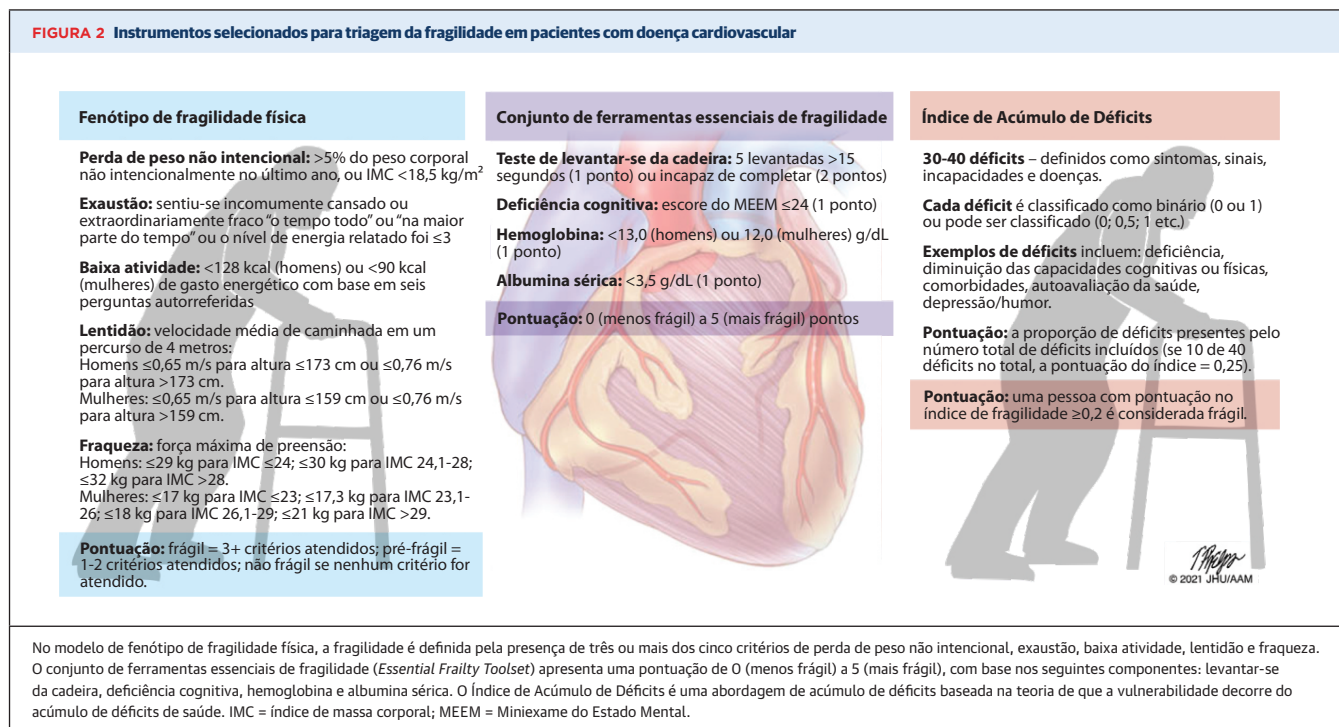 FIGURA 2 Instrumentos selecionados para triagem da fragilidade em pacientes com doença cardiovascular
Fenótipo de fragilidade física
Perda de peso não intencional: >5% do peso corporal
não intencionalmente no último ano, ou IMC <18,5 kg/m²
Exaustão: sentiu-se incomumente cansado ou
extraordinariamente fraco "o tempo todo" ou "na maior
parte do tempo" ou o nível de energia relatado foi ≤3
Baixa atividade: <128 kcal (homens) ou <90 kcal
(mulheres) de gasto energético com base em seis
perguntas autorreferidas
Lentidão: velocidade média de caminhada em um
percurso de 4 metros:
Homens ≤0,65 m/s para altura ≤173 cm ou ≤0,76 m/s
para altura >173 cm.
Mulheres: ≤0,65 m/s para altura ≤159 cm ou ≤0,76 m/s
para altura >159 cm.
Fraqueza: força máxima de preensão:
Homens: ≤29 kg para IMC ≤24; ≤30 kg para IMC 24,1-28;
≤32 kg para IMC >28.
Mulheres: ≤17 kg para IMC ≤23; ≤17,3 kg para IMC 23,1-
26; ≤18 kg para IMC 26,1-29; ≤21 kg para IMC >29.
Pontuação: frágil = 3+ critérios atendidos; pré-frágil =
1-2 critérios atendidos; não frágil se nenhum critério for
atendido.
Conjunto de ferramentas essenciais de fragilidade
Teste de levantar-se da cadeira: 5 levantadas >15
segundos (1 ponto) ou incapaz de completar (2 pontos)
Deficiência cognitiva: escore do MEEM ≤24 (1 ponto)
Hemoglobina: <13,0 (homens) ou 12,0 (mulheres) g/dL
(1 ponto)
Albumina sérica: <3,5 g/dL (1 ponto)
Pontuação: 0 (menos frágil) a 5 (mais frágil) pontos
Índice de Acúmulo de Déficits
30-40 déficits – definidos como sintomas, sinais,
incapacidades e doenças.
Cada déficit é classificado como binário (0 ou 1)
ou pode ser classificado (0; 0,5; 1 etc.)
Exemplos de déficits incluem: deficiência,
diminuição das capacidades cognitivas ou físicas,
comorbidades, autoavaliação da saúde,
depressão/humor.
Pontuação: a proporção de déficits presentes pelo
número total de déficits incluídos (se 10 de 40
déficits no total, a pontuação do índice = 0,25).
Pontuação: uma pessoa com pontuação no
índice de fragilidade ≥0,2 é considerada frágil.
© 2021 JHU/AAM
No modelo de fenótipo de fragilidade física, a fragilidade é definida pela presença de três ou mais dos cinco critérios de perda de peso não intencional, exaustão, baixa atividade, lentidão e fraqueza.
O conjunto de ferramentas essenciais de fragilidade (Essential Frailty Toolset) apresenta uma pontuação de 0 (menos frágil) a 5 (mais frágil), com base nos seguintes componentes: levantar-se
da cadeira, deficiência cognitiva, hemoglobina e albumina sérica. O Índice de Acúmulo de Déficits é uma abordagem de acúmulo de déficits baseada na teoria de que a vulnerabilidade decorre do
acúmulo de déficits de saúde. IMC = índice de massa corporal; MEEM = Miniexame do Estado Mental.